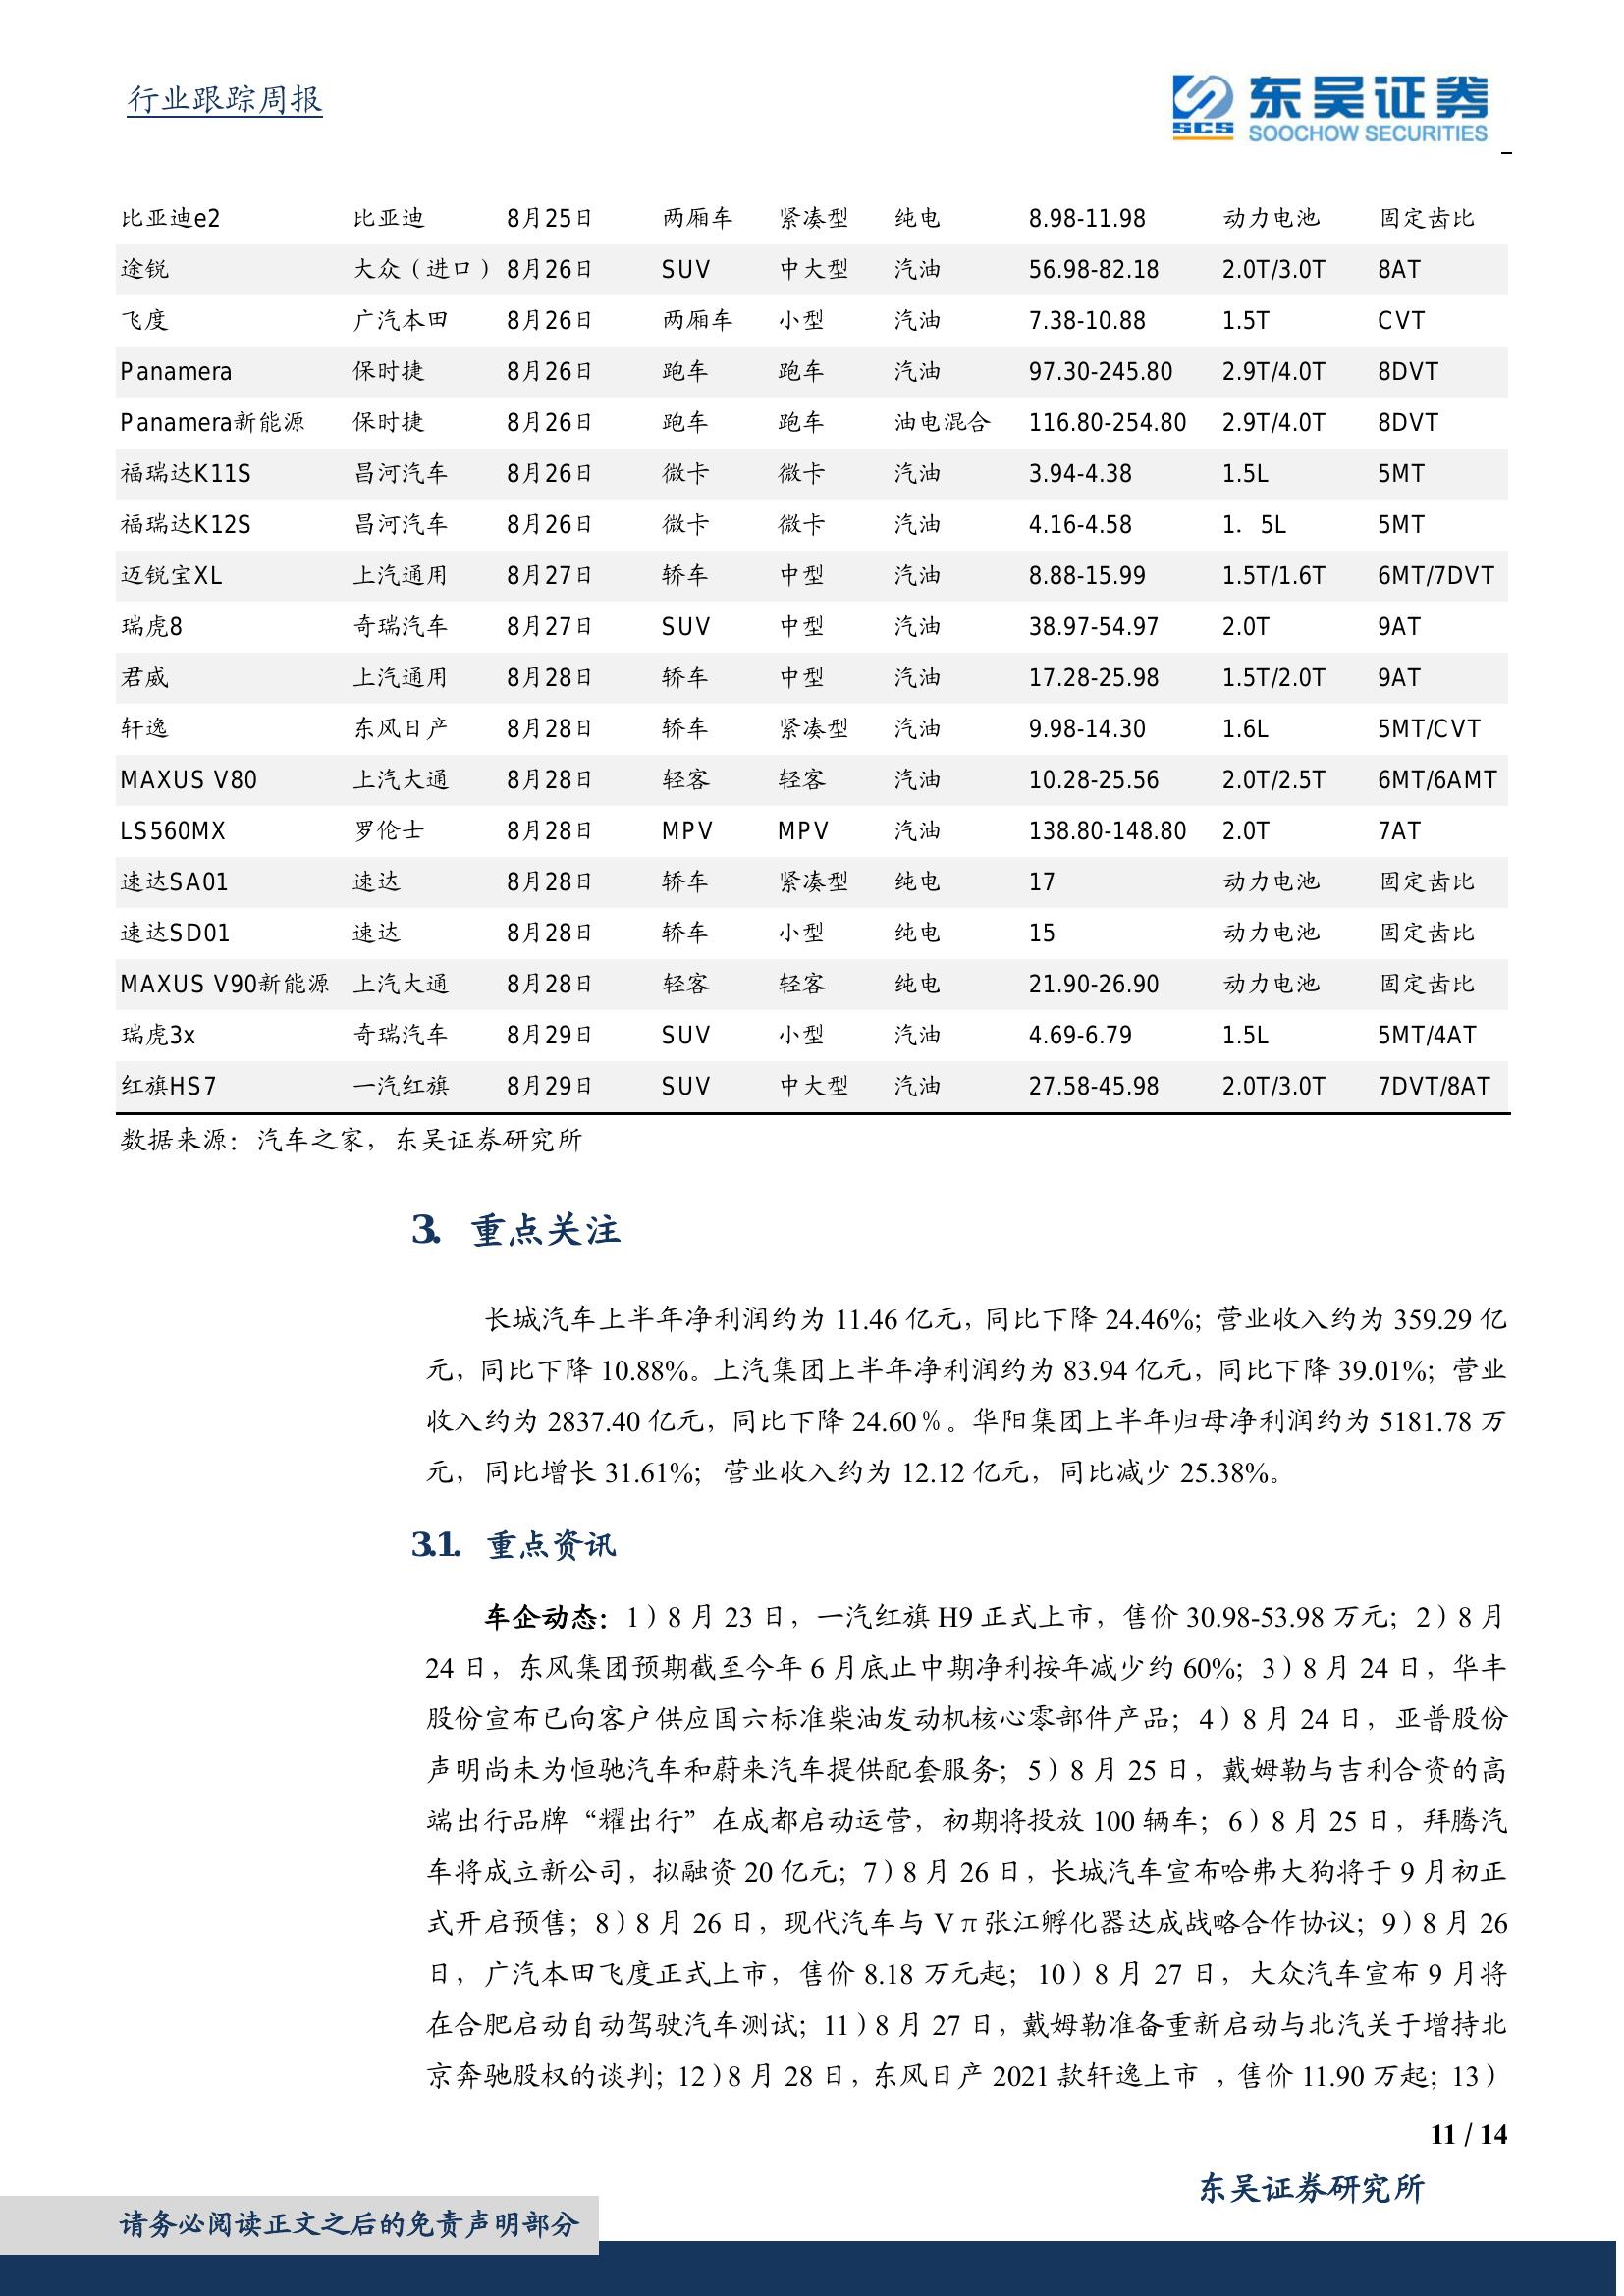 行业跟踪周报
SCS 东吴证券
SOOCHOW SECURITIES
比亚迪e2 比亚迪 8月25日 两厢车 紧凑型 纯电 8.98-11.98 动力电池 固定齿比
途锐 大众（进口） 8月26日 SUV 中大型 汽油 56.98-82.18 2.0T/3.0T 8AT
飞度 广汽本田 8月26日 两厢车 小型 汽油 7.38-10.88 1.5T CVT
Panamera 保时捷 8月26日 跑车 跑车 汽油 97.30-245.80 2.9T/4.0T 8DVT
Panamera新能源 保时捷 8月26日 跑车 跑车 油电混合 116.80-254.80 2.9T/4.0T 8DVT
福瑞达K11S 昌河汽车 8月26日 微卡 微卡 汽油 3.94-4.38 1.5L 5MT
福瑞达K12S 昌河汽车 8月26日 微卡 微卡 汽油 4.16-4.58 1. 5L 5MT
迈锐宝XL 上汽通用 8月27日 轿车 中型 汽油 8.88-15.99 1.5T/1.6T 6MT/7DVT
瑞虎8 奇瑞汽车 8月27日 SUV 中型 汽油 38.97-54.97 2.0T 9AT
君威 上汽通用 8月28日 轿车 中型 汽油 17.28-25.98 1.5T/2.0T 9AT
轩逸 东风日产 8月28日 轿车 紧凑型 汽油 9.98-14.30 1.6L 5MT/CVT
MAXUS V80 上汽大通 8月28日 轻客 轻客 汽油 10.28-25.56 2.0T/2.5T 6MT/6AMT
LS560MX 罗伦士 8月28日 MPV MPV 汽油 138.80-148.80 2.0T 7AT
速达SA01 速达 8月28日 轿车 紧凑型 纯电 17 动力电池 固定齿比
速达SD01 速达 8月28日 轿车 小型 纯电 15 动力电池 固定齿比
MAXUS V90新能源 上汽大通 8月28日 轻客 轻客 纯电 21.90-26.90 动力电池 固定齿比
瑞虎3x 奇瑞汽车 8月29日 SUV 小型 汽油 4.69-6.79 1.5L 5MT/4AT
红旗HS7 一汽红旗 8月29日 SUV 中大型 汽油 27.58-45.98 2.0T/3.0T 7DVT/8AT
数据来源：汽车之家，东吴证券研究所
3. 重点关注
长城汽车上半年净利润约为 11.46 亿元，同比下降 24.46%；营业收入约为 359.29 亿
元，同比下降 10.88%。上汽集团上半年净利润约为 83.94 亿元，同比下降 39.01%；营业
收入约为 2837.40 亿元，同比下降 24.60％。华阳集团上半年归母净利润约为 5181.78 万
元，同比增长 31.61%；营业收入约为 12.12 亿元，同比减少 25.38%。
3.1. 重点资讯
车企动态：1）8 月 23 日，一汽红旗 H9 正式上市，售价 30.98-53.98 万元；2）8 月
24 日，东风集团预期截至今年 6 月底止中期净利按年减少约 60%；3）8 月 24 日，华丰
股份宣布已向客户供应国六标准柴油发动机核心零部件产品；4）8 月 24 日，亚普股份
声明尚未为恒驰汽车和蔚来汽车提供配套服务；5）8 月 25 日，戴姆勒与吉利合资的高
端出行品牌“耀出行”在成都启动运营，初期将投放 100 辆车；6）8 月 25 日，拜腾汽
车将成立新公司，拟融资 20 亿元；7）8 月 26 日，长城汽车宣布哈弗大狗将于 9 月初正
式开启预售；8）8 月 26 日，现代汽车与 Vπ张江孵化器达成战略合作协议；9）8 月 26
日，广汽本田飞度正式上市，售价 8.18 万元起；10）8 月 27 日，大众汽车宣布 9 月将
在合肥启动自动驾驶汽车测试；11）8 月 27 日，戴姆勒准备重新启动与北汽关于增持北
京奔驰股权的谈判；12）8 月 28 日，东风日产 2021 款轩逸上市 ，售价 11.90 万起；13）
11 / 14
东吴证券研究所
请务必阅读正文之后的免责声明部分